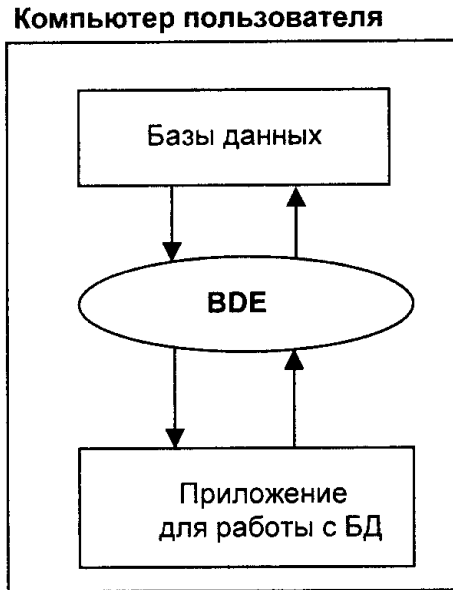 Компьютер пользователя
Базы данных
BDE
Приложение
для работы с БД